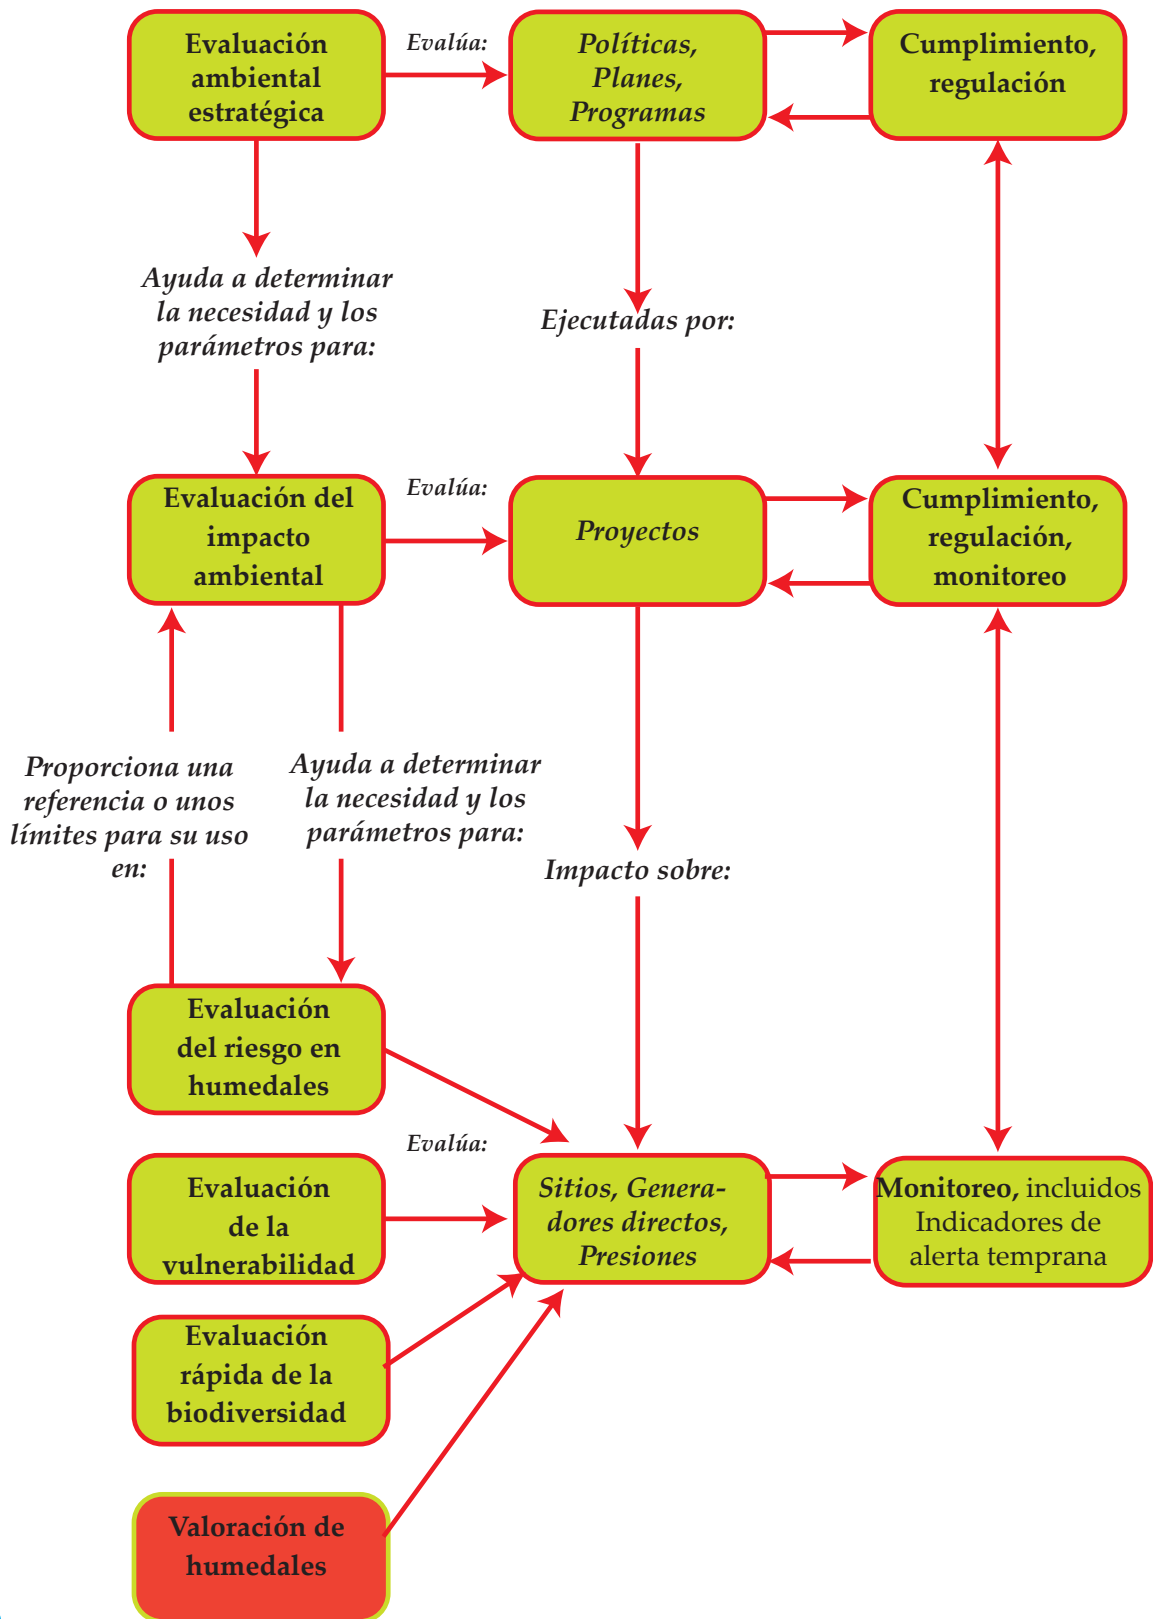 Evaluación
ambiental
estratégica
Evalúa:
Políticas,
Planes,
Programas
Cumplimiento,
regulación
Ayuda a determinar
la necesidad y los
parámetros para:
Ejecutadas por:
Evaluación del
impacto
ambiental
Evalúa:
Proyectos
Cumplimiento,
regulación,
monitoreo
Proporciona una
referencia o unos
límites para su uso
en:
Ayuda a determinar
la necesidad y los
parámetros para:
Impacto sobre:
Evaluación
del riesgo en
humedales
Evalúa:
Evaluación
de la
vulnerabilidad
Sitios, Genera-
dores directos,
Presiones
Monitoreo, incluidos
Indicadores de
alerta temprana
Evaluación
rápida de la
biodiversidad
Valoración de
humedales